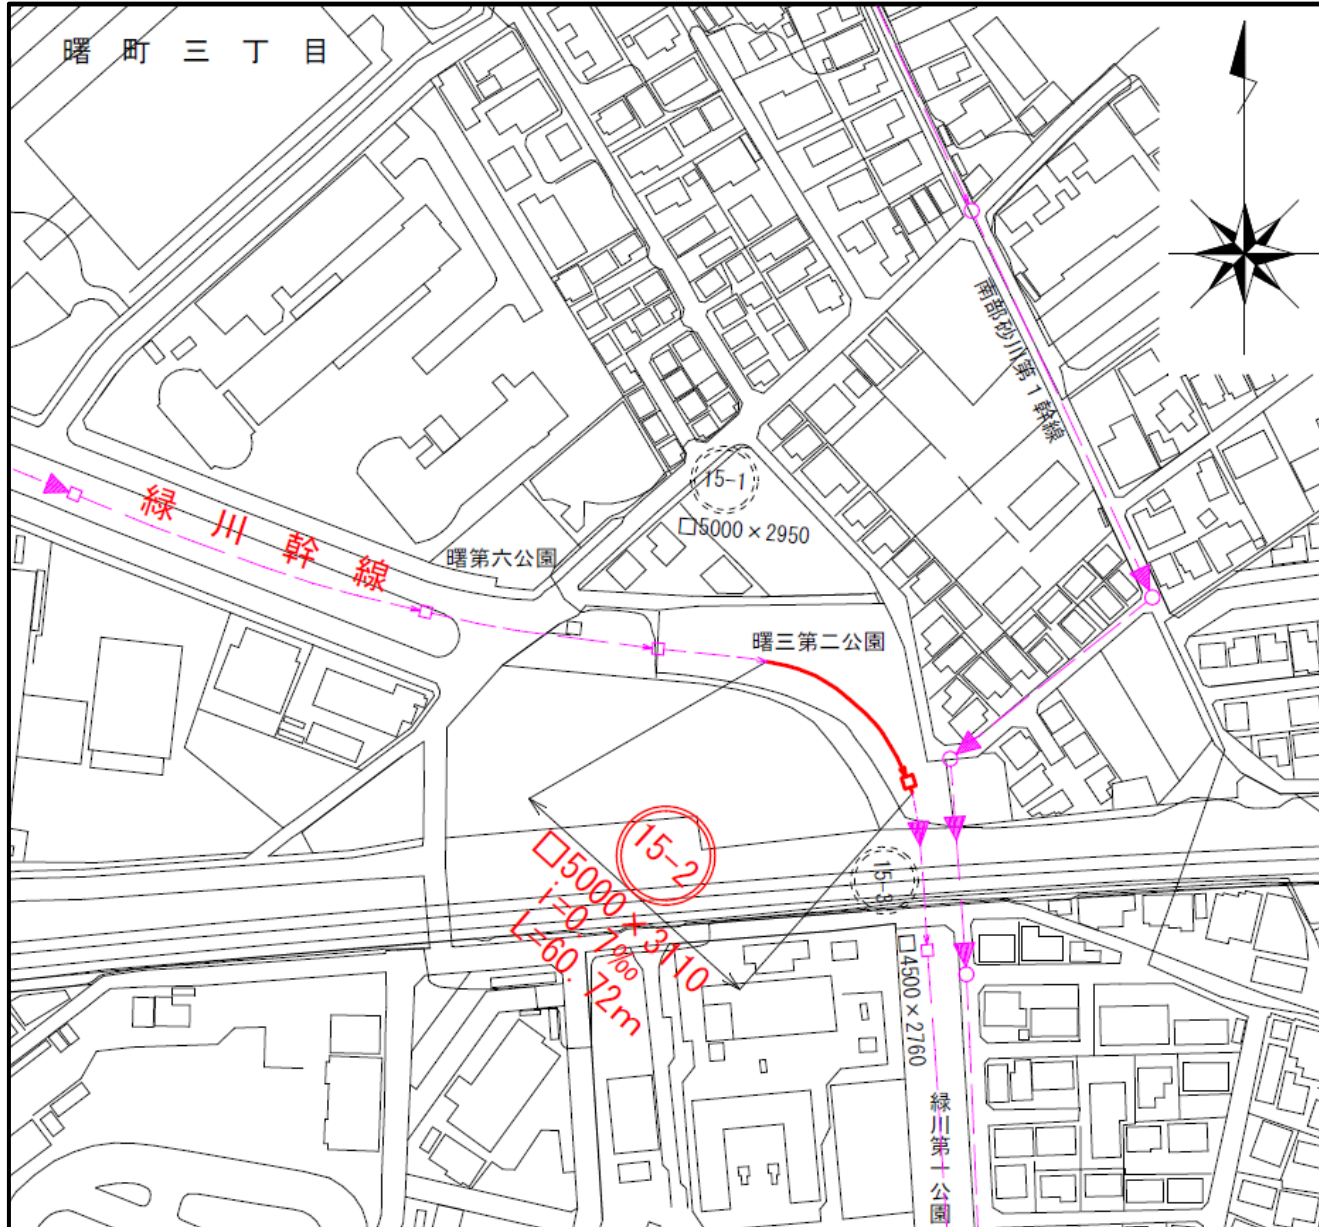 曙町三丁目
南部砂川第1幹線
15-1
□5000×2950
緑川幹線
曙第六公園
曙三第二公園
15-2
□5000×3110
i=0.7‰
L=60.72m
15-3
□4500×2760
緑川第一公園